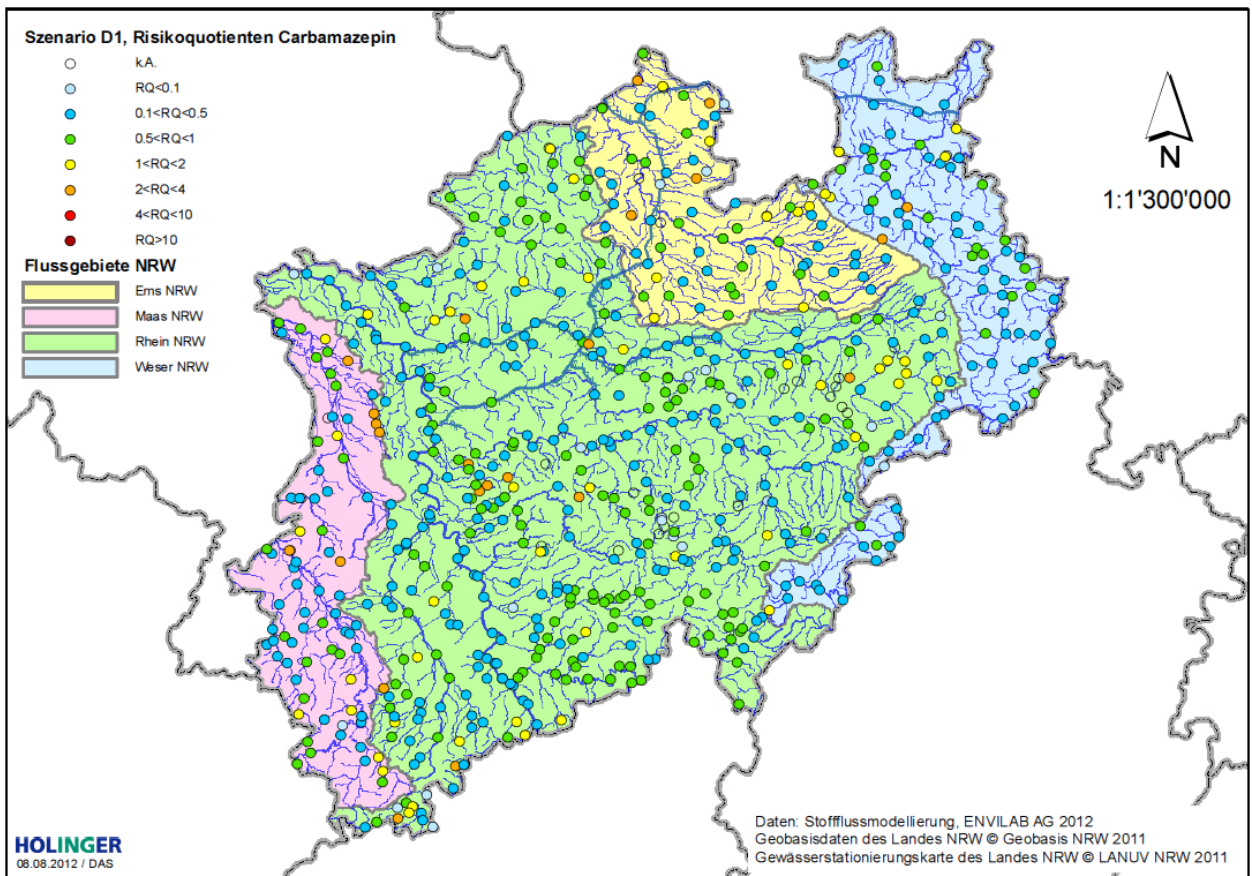 Szenario D1, Risikoquotienten Carbamazepin
k.A.
RQ<0.1
0.1<RQ<0.5
0.5<RQ<1
1<RQ<2
2<RQ<4
4<RQ<10
RQ>10
Flussgebiete NRW
Ems NRW
Maas NRW
Rhein NRW
Weser NRW
N
1:1'300'000
HOLINGER
08.08.2012 / DAS
Daten: Stoffflussmodellierung, ENVILAB AG 2012
Geobasisdaten des Landes NRW © Geobasis NRW 2011
Gewässerstationierungskarte des Landes NRW © LANUV NRW 2011